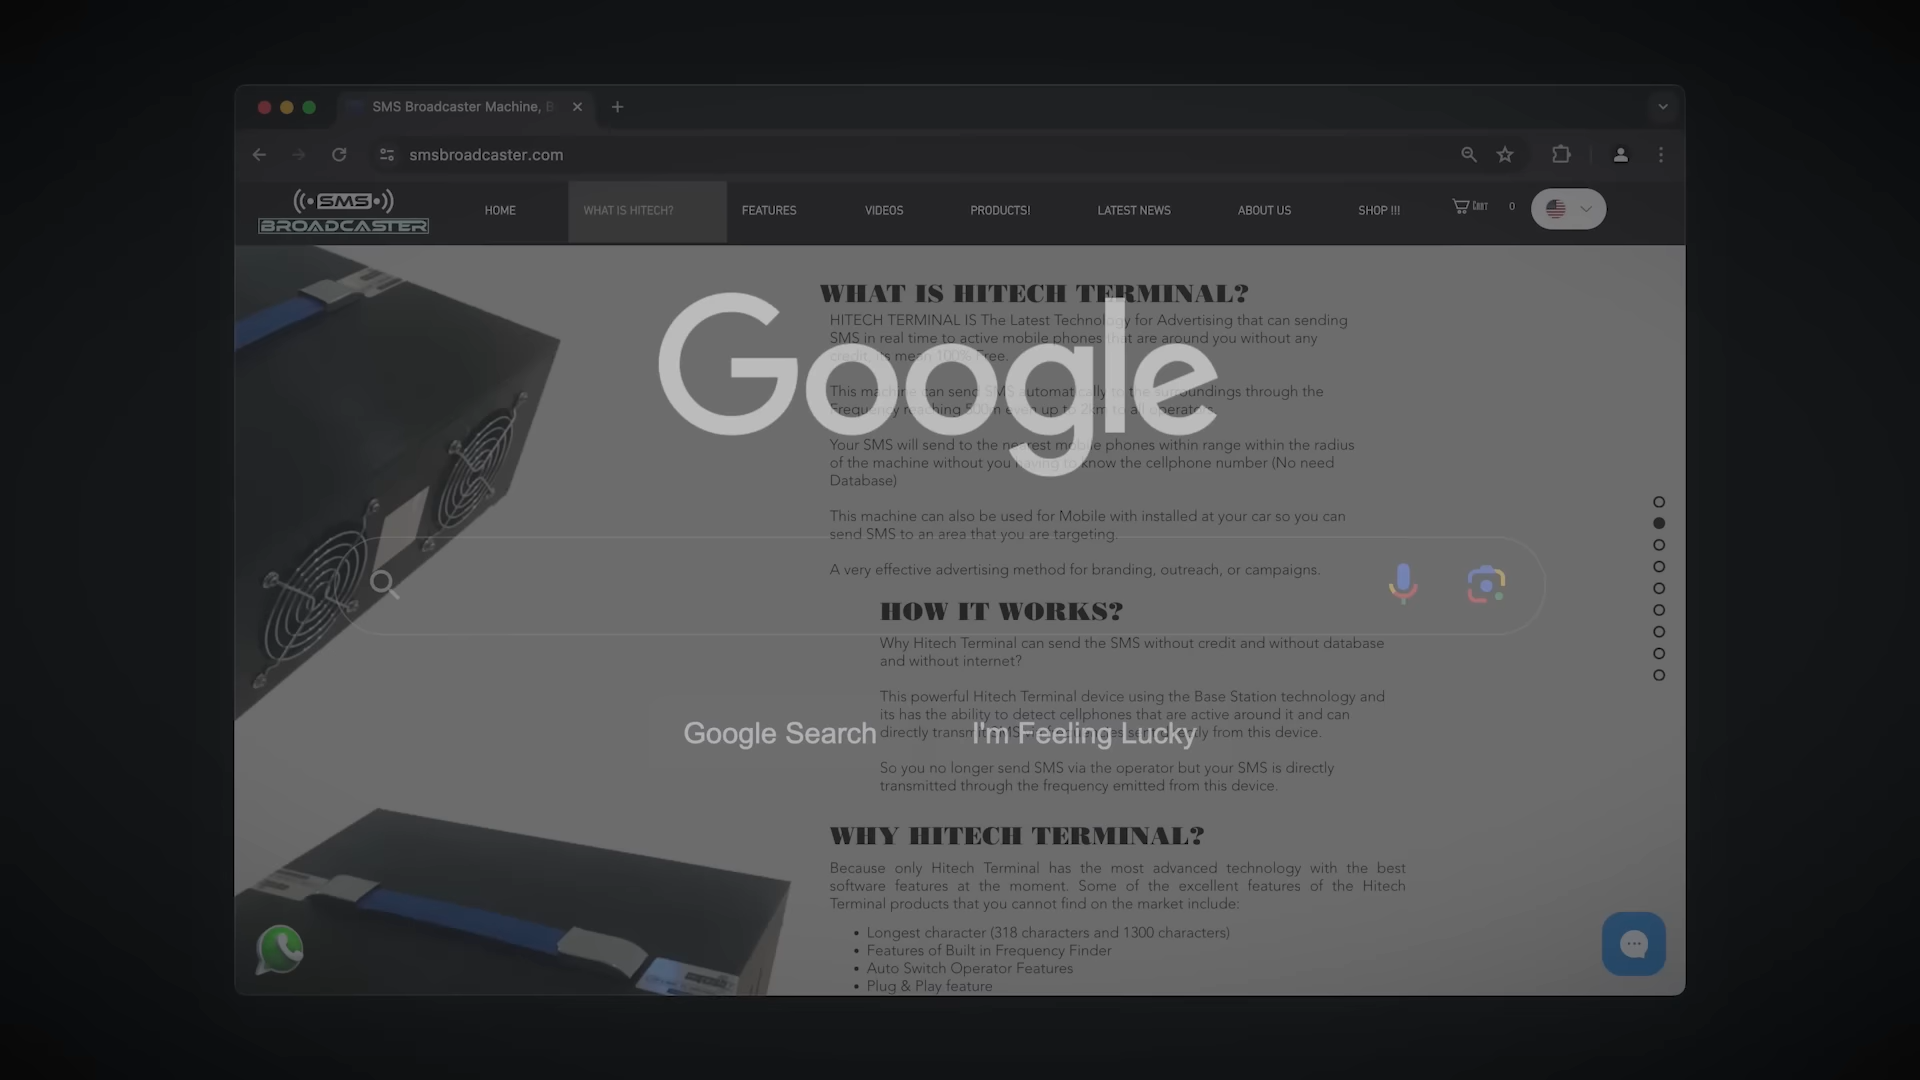 SMS Broadcaster Machine, B
smsbroadcaster.com
SMS
BROADCASTER
HOME
WHAT IS HITECH?
FEATURES
VIDEOS
PRODUCTS!
LATEST NEWS
ABOUT US
SHOP !!!
Cart 0
WHAT IS HITECH TERMINAL?
HITECH TERMINAL IS The Latest Technology for Advertising that can sending
SMS in real time to active mobile phones that are around you without any
credit, its mean 100% Free.
Google
This machine can send SMS automatically to the surroundings through the
Frequency reaching 800m even up to 2km to all operators.
Your SMS will send to the nearest mobile phones within range within the radius
of the machine without you having to know the cellphone number (No need
Database)
This machine can also be used for Mobile with installed at your car so you can
send SMS to an area that you are targeting.
A very effective advertising method for branding, outreach, or campaigns.
HOW IT WORKS?
Why Hitech Terminal can send the SMS without credit and without database
and without internet?
This powerful Hitech Terminal device using the Base Station technology and
its has the ability to detect cellphones that are active around it and can
directly transmit SMS directly from this device.
Google Search
I'm Feeling Lucky
So you no longer send SMS via the operator but your SMS is directly
transmitted through the frequency emitted from this device.
WHY HITECH TERMINAL?
Because only Hitech Terminal has the most advanced technology with the best
software features at the moment. Some of the excellent features of the Hitech
Terminal products that you cannot find on the market include:
• Longest character (318 characters and 1300 characters)
• Features of Built in Frequency Finder
• Auto Switch Operator Features
• Plug & Play feature